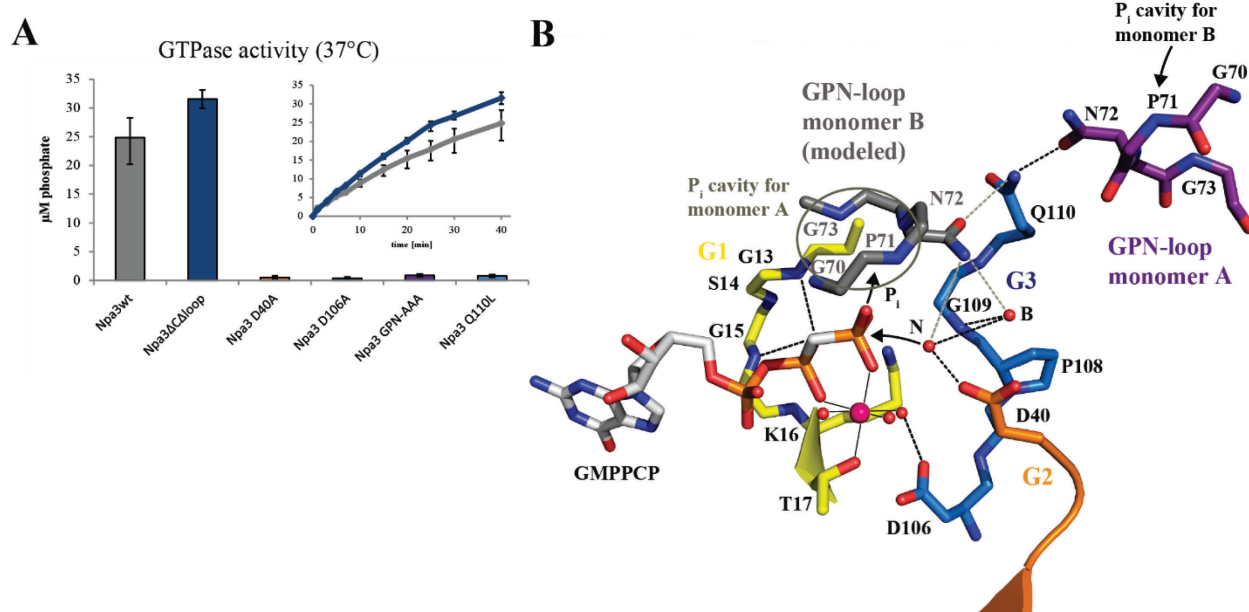 A
GTPase activity (37°C)
µM phosphate
35
30
25
20
15
10
5
0
Npa3wt
Npa3ΔCΔloop
Npa3 D40A
Npa3 D106A
Npa3 GPN-AAA
Npa3 Q110L
35
30
25
20
15
10
5
0
0
10
20
30
40
time [min]
B
Pi cavity for
monomer B
G70
P71
N72
G73
GPN-loop
monomer A
Q110
GPN-loop
monomer B
(modeled)
Pi cavity for
monomer A
N72
G73
P71
G70
G1
G13
S14
G15
Pi
G3
G109
N
B
P108
D40
K16
GMPPCP
T17
G2
D106